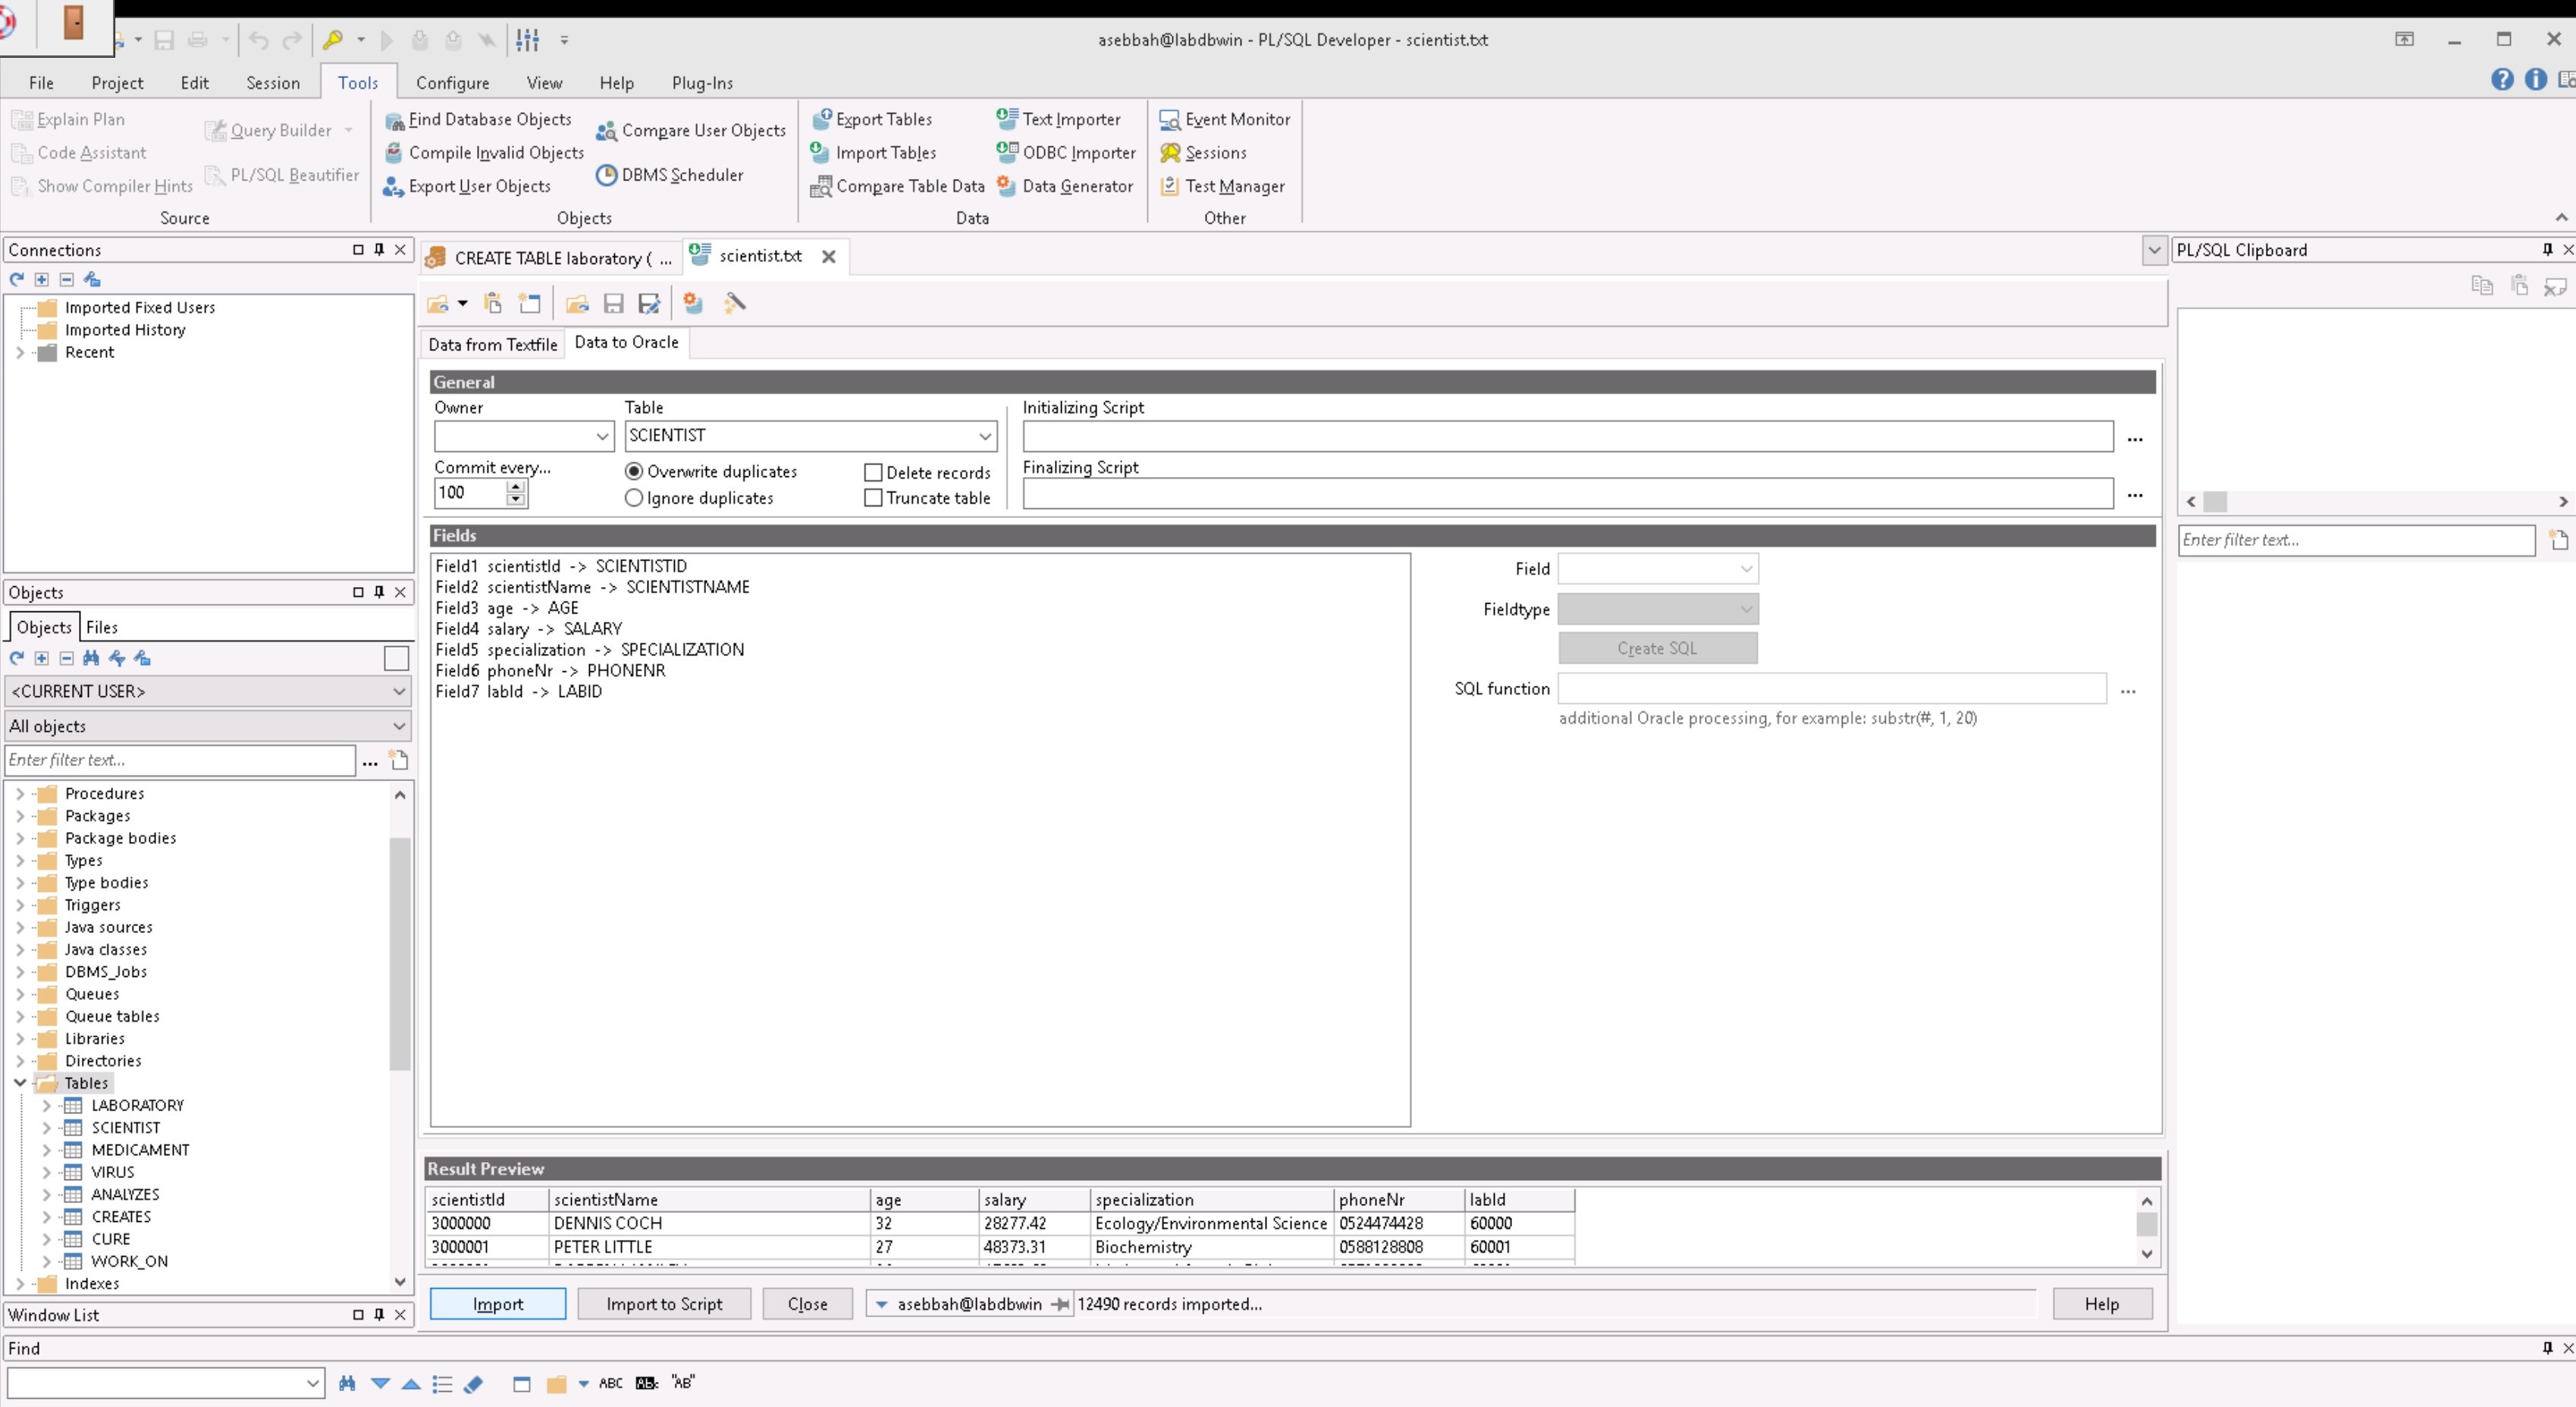 asebbah@labdbwin - PL/SQL Developer - scientist.txt
File Project Edit Session Tools Configure View Help Plug-Ins
Explain Plan
Code Assistant
Show Compiler Hints
Query Builder
PL/SQL Beautifier
Source
Find Database Objects
Compile Invalid Objects
Export User Objects
Compare User Objects
DBMS Scheduler
Objects
Export Tables
Import Tables
Compare Table Data
Text Importer
ODBC Importer
Data Generator
Data
Event Monitor
Sessions
Test Manager
Other
Connections
Imported Fixed Users
Imported History
Recent
Objects
Objects Files
<CURRENT USER>
All objects
Enter filter text...
Procedures
Packages
Package bodies
Types
Type bodies
Triggers
Java sources
Java classes
DBMS_Jobs
Queues
Queue tables
Libraries
Directories
Tables
LABORATORY
SCIENTIST
MEDICAMENT
VIRUS
ANALYZES
CREATES
CURE
WORK_ON
Indexes
Window List
CREATE TABLE laboratory ( ...
scientist.txt
Data from Textfile
Data to Oracle
General
Owner
Table
SCIENTIST
Commit every...
100
Overwrite duplicates
Ignore duplicates
Delete records
Truncate table
Initializing Script
...
Finalizing Script
...
Fields
Field1 scientistId -> SCIENTISTID
Field2 scientistName -> SCIENTISTNAME
Field3 age -> AGE
Field4 salary -> SALARY
Field5 specialization -> SPECIALIZATION
Field6 phoneNr -> PHONENR
Field7 labId -> LABID
Field
Fieldtype
Create SQL
SQL function
...
additional Oracle processing, for example: substr(#, 1, 20)
Result Preview
scientistId scientistName age salary specialization phoneNr labId
3000000 DENNIS COCH 32 28277.42 Ecology/Environmental Science 0524474428 60000
3000001 PETER LITTLE 27 48373.31 Biochemistry 0588128808 60001
Import
Import to Script
Close
asebbah@labdbwin
12490 records imported...
Help
PL/SQL Clipboard
Enter filter text...
Find
ABC
ABc
"AB"